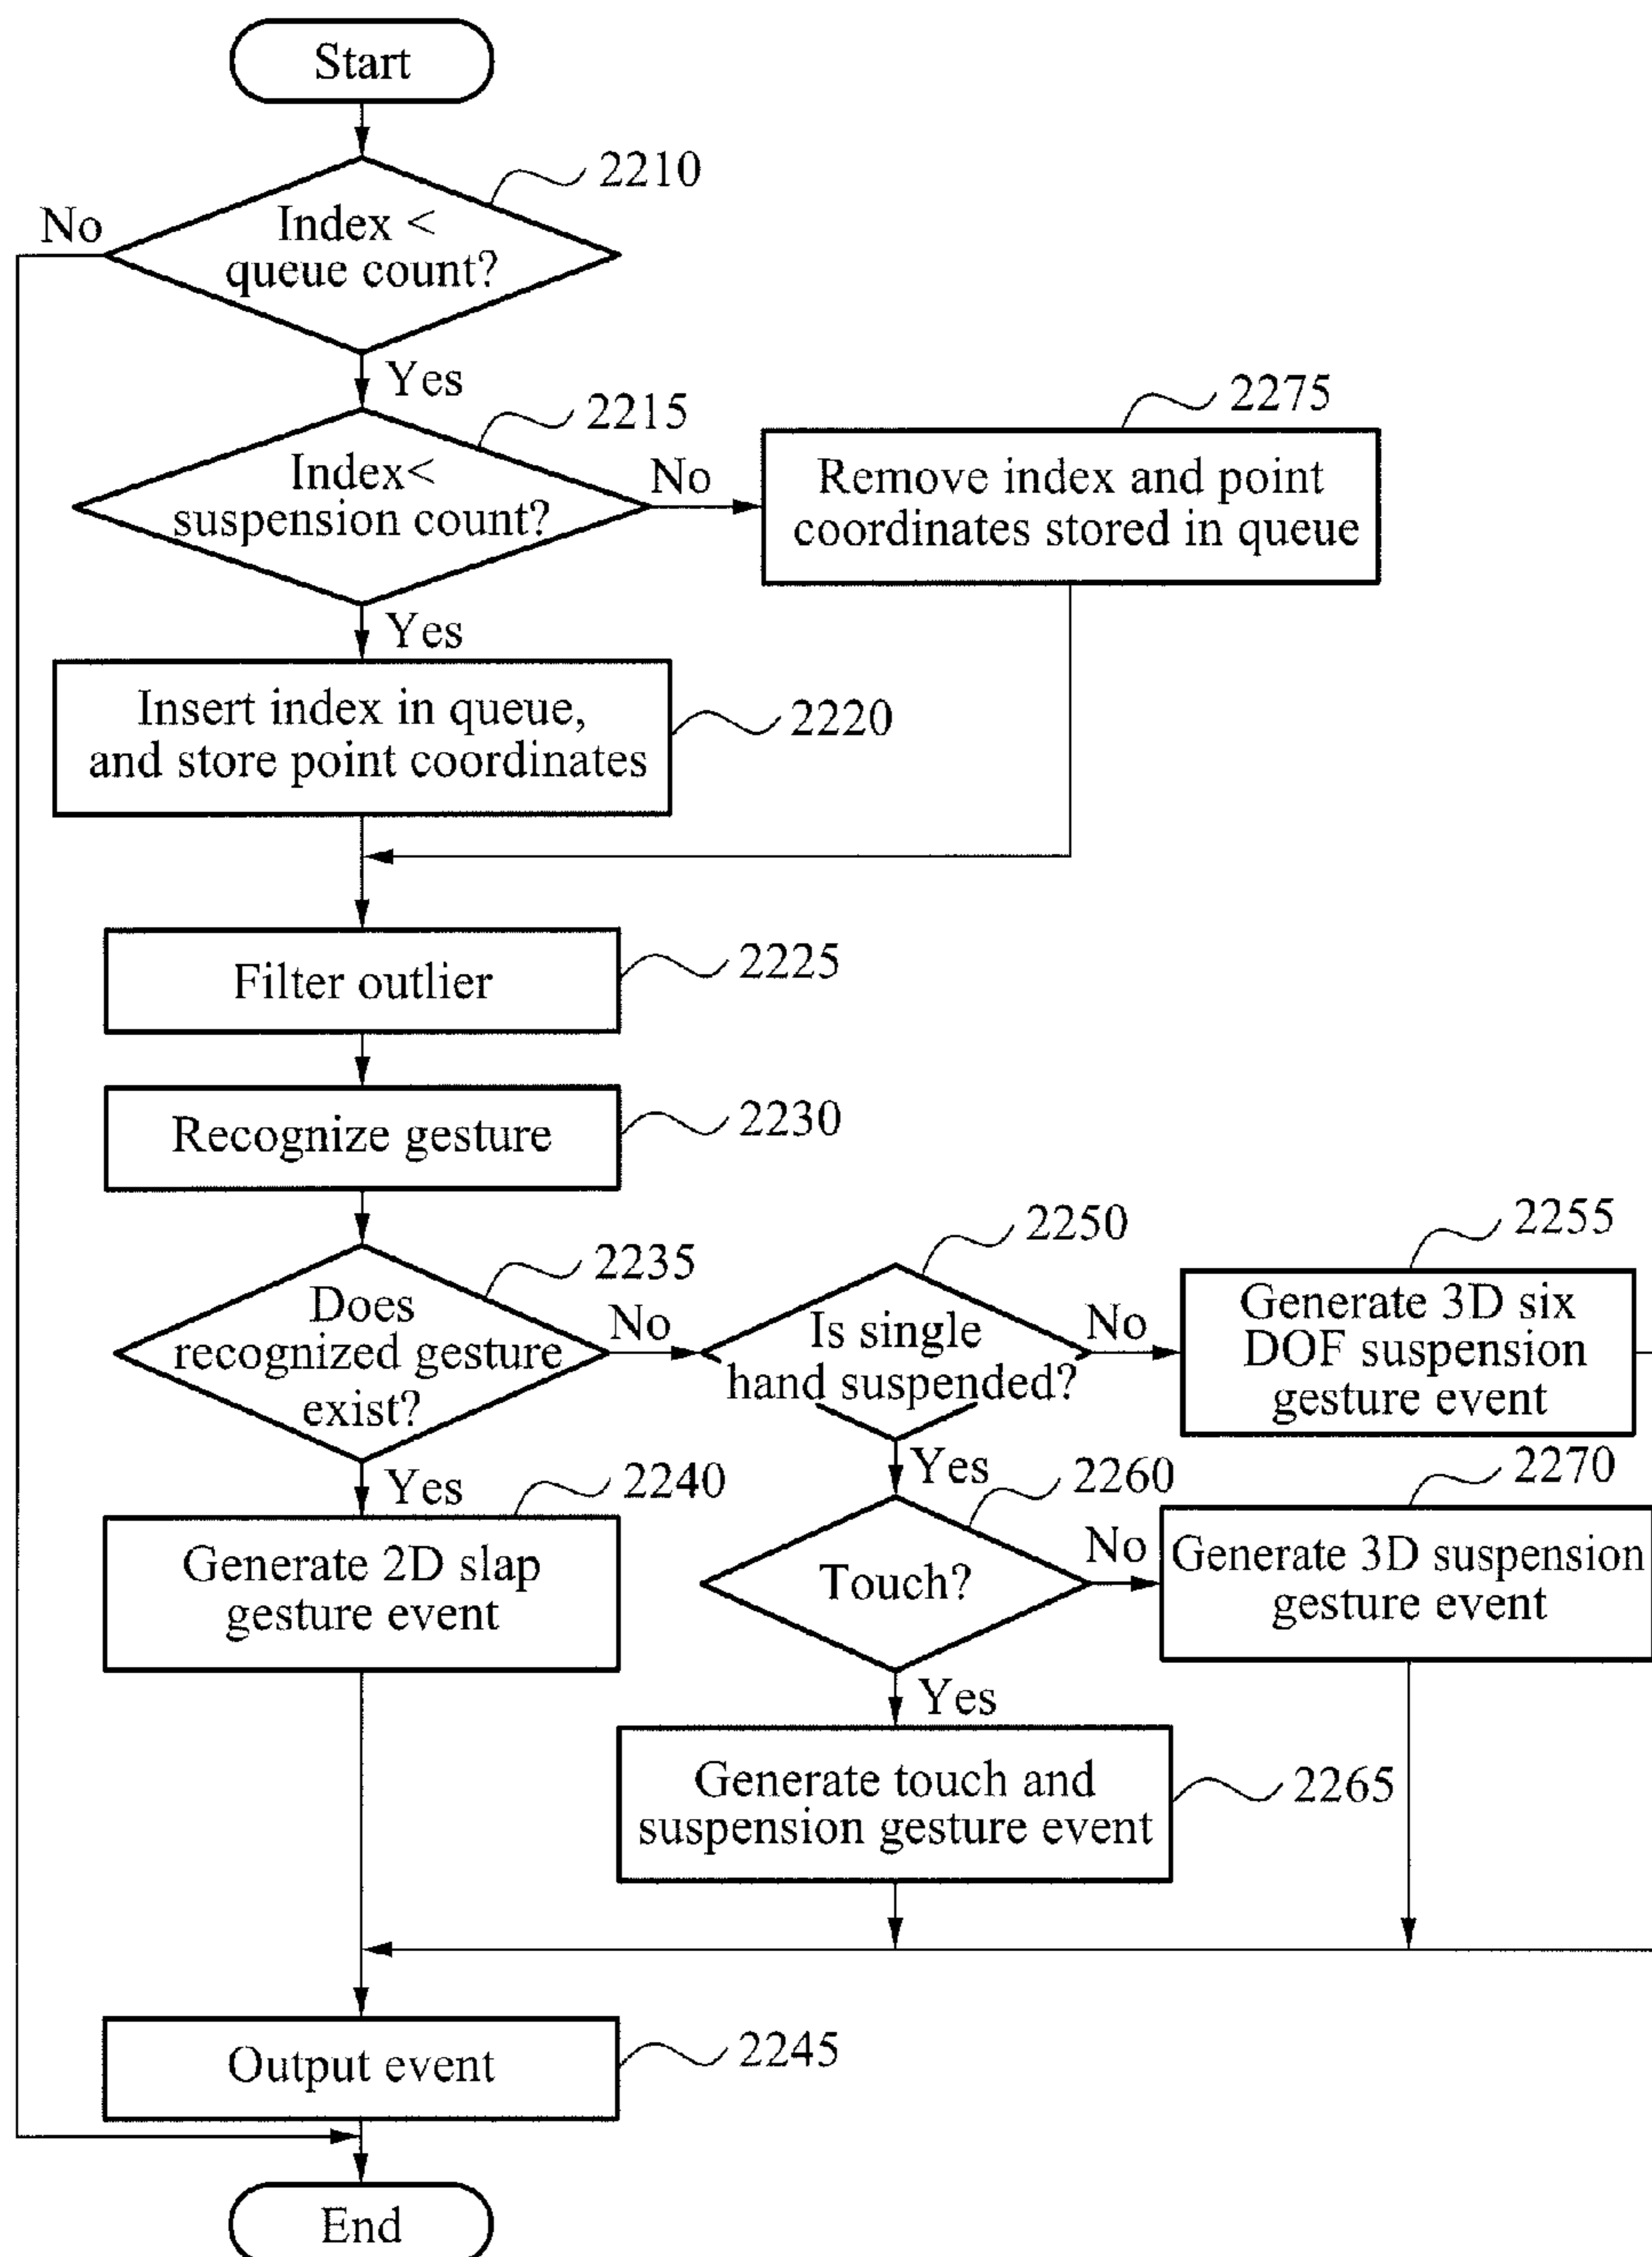 Start
2210
No
Index <
queue count?
Yes
2215
2275
Index<
suspension count?
No
Remove index and point
coordinates stored in queue
Yes
Insert index in queue,
and store point coordinates
2220
Filter outlier
2225
Recognize gesture
2230
2235
Does
recognized gesture
exist?
No
2250
Is single
hand suspended?
No
2255
Generate 3D six
DOF suspension
gesture event
Yes
2240
Generate 2D slap
gesture event
Yes
2260
Touch?
No
2270
Generate 3D suspension
gesture event
Yes
Generate touch and
suspension gesture event
2265
Output event
2245
End